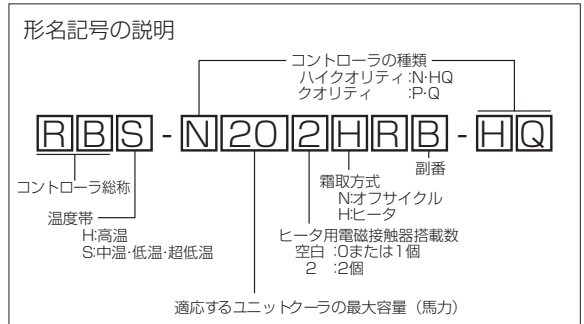 形名記号の説明
コントローラの種類
ハイクオリティ:N・HQ
クオリティ :P・Q
RBS-N202HRB-HQ
副番
コントローラ総称
霜取方式
N:オフサイクル
H:ヒータ
温度帯
H:高温
S:中温・低温・超低温
ヒータ用電磁接触器搭載数
空白:0または1個
2 :2個
適応するユニットクーラの最大容量(馬力)